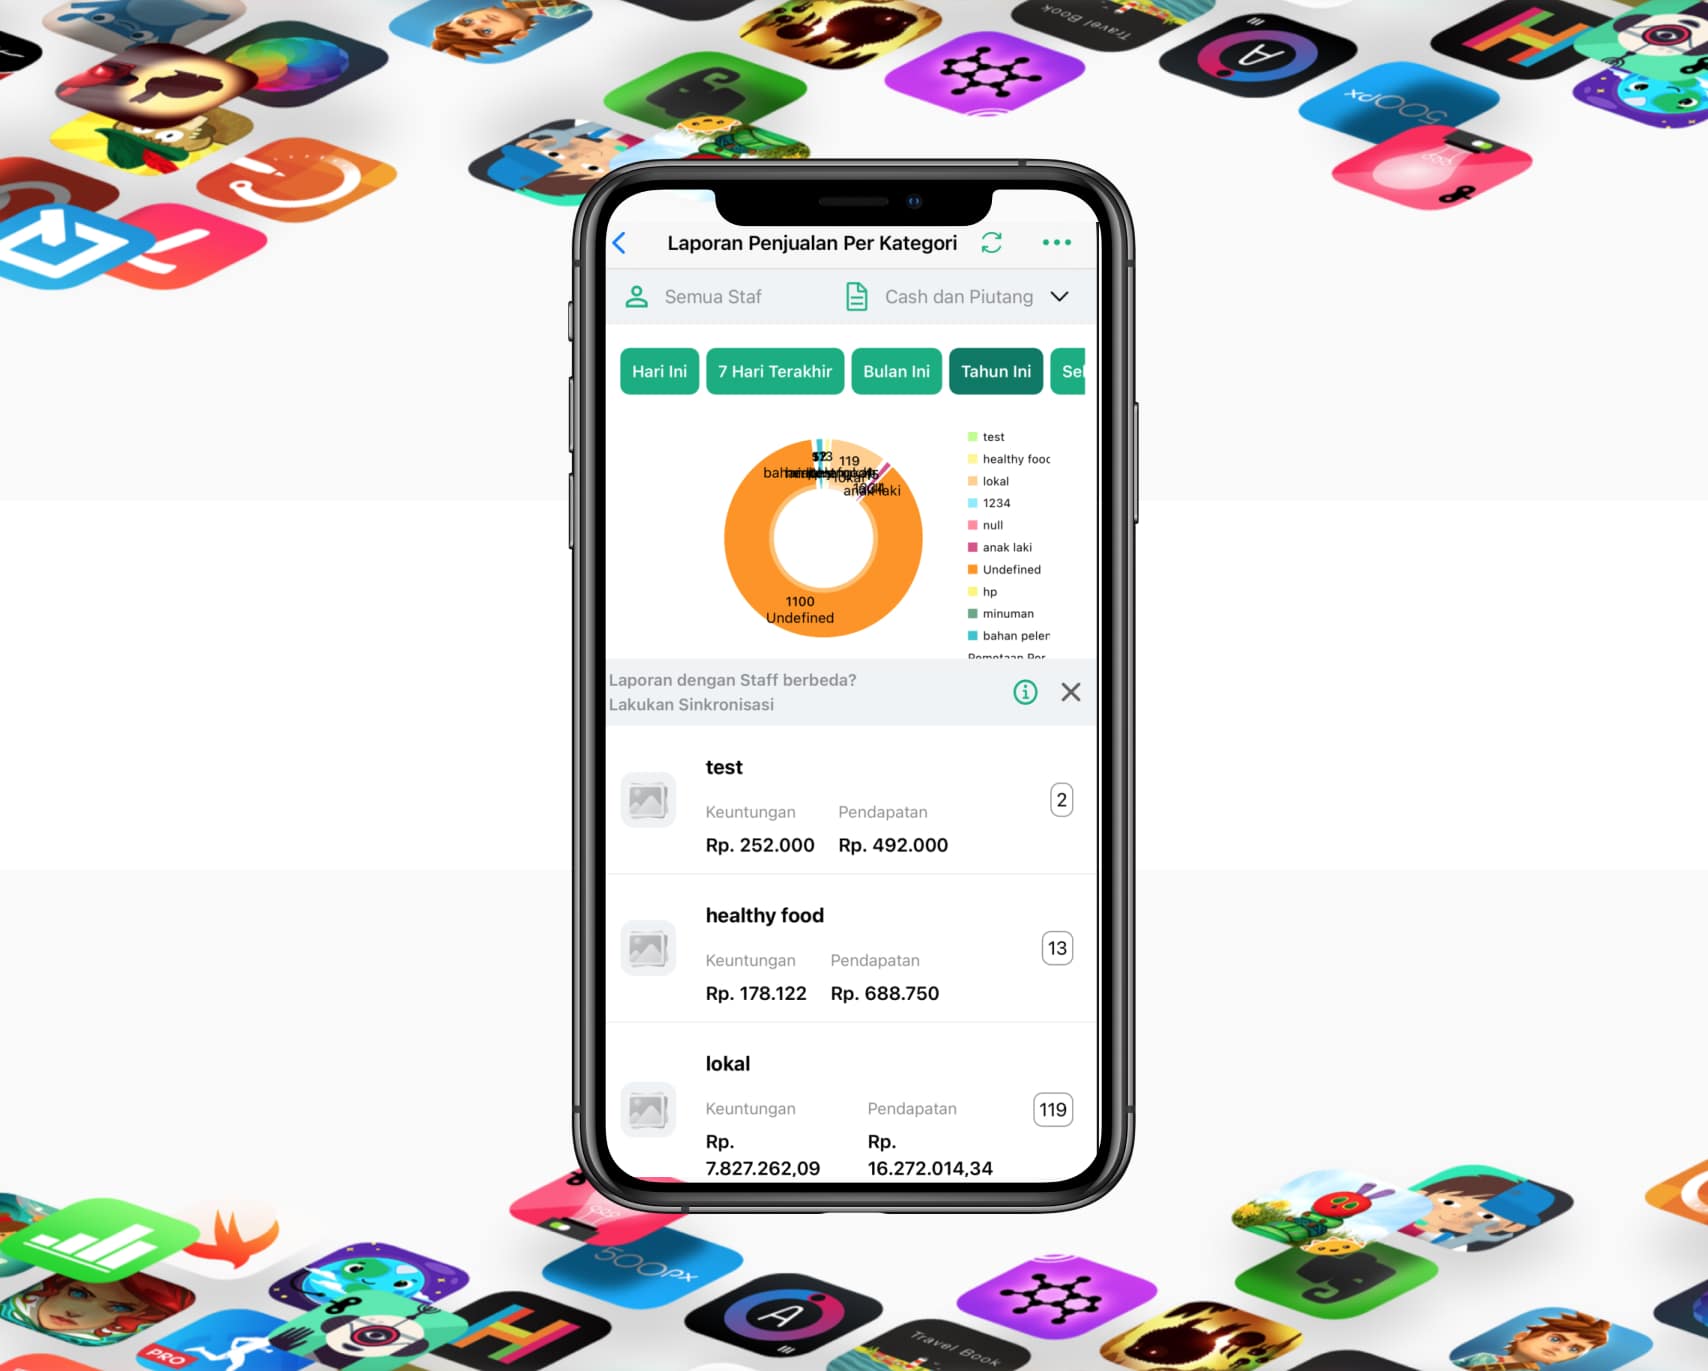 Travel Book
500px
Laporan Penjualan Per Kategori
Semua Staf
Cash dan Piutang
Hari Ini
7 Hari Terakhir
Bulan Ini
Tahun Ini
119
lokal
anak laki
1100
Undefined
test
healthy food
lokal
1234
null
anak laki
Undefined
hp
minuman
bahan peler
Laporan dengan Staff berbeda?
Lakukan Sinkronisasi
test
2
Keuntungan Pendapatan
Rp. 252.000 Rp. 492.000
healthy food
13
Keuntungan Pendapatan
Rp. 178.122 Rp. 688.750
lokal
119
Keuntungan Pendapatan
Rp. Rp.
7.827.262,09 16.272.014,34
500px
PRO
Travel Book